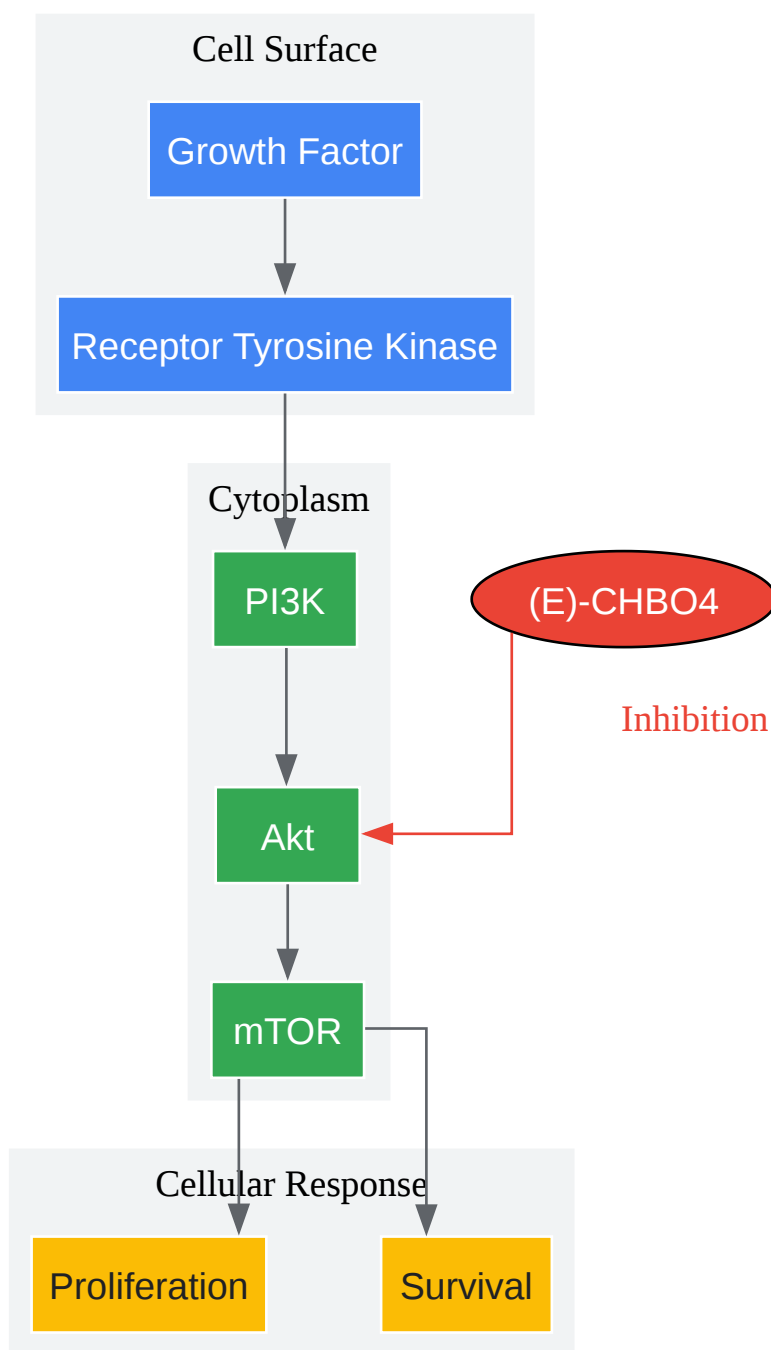 Cell Surface
Growth Factor
Receptor Tyrosine Kinase
Cytoplasm
PI3K
(E)-CHBO4
Inhibition
Akt
mTOR
Cellular Response
Proliferation
Survival